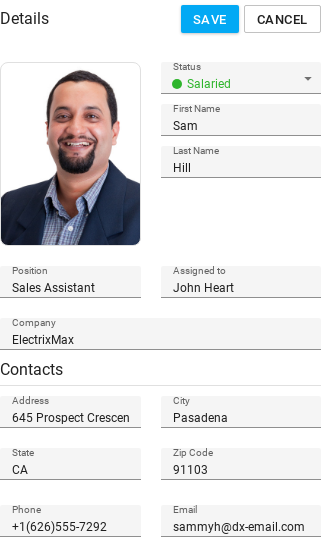 Details
SAVE
CANCEL
Status
Salaried
First Name
Sam
Last Name
Hill
Position
Sales Assistant
Assigned to
John Heart
Company
ElectrixMax
Contacts
Address
645 Prospect Crescen
City
Pasadena
State
CA
Zip Code
91103
Phone
+1(626)555-7292
Email
sammyh@dx-email.com